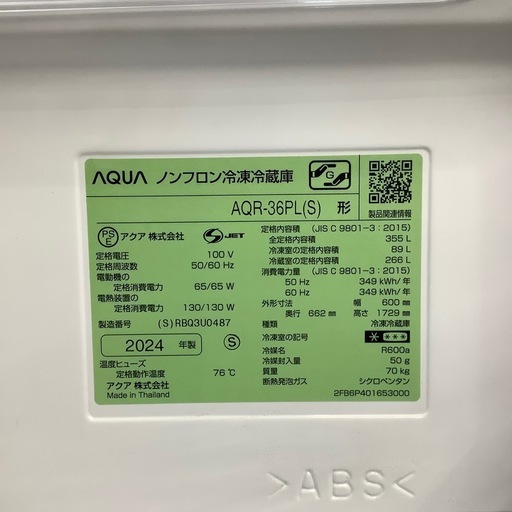 AQUA ノンフロン冷凍冷蔵庫
G
AQR-36PL(S) 形
製品関連情報
PS E アクア株式会社 S-JET
定格電圧 100 V
定格周波数 50/60 Hz
電動機の
定格消費電力 65/65 W
電熱装置の
定格消費電力 130/130 W
製造番号 (S)RBQ3U0487
2024 年製 S
温度ヒューズ
定格動作温度 76℃
アクア株式会社
Made in Thailand
定格内容積 (JIS C 9801-3:2015)
全定格内容積 355 L
冷凍室の定格内容積 89 L
冷蔵室の定格内容積 266 L
消費電力量 (JIS C 9801-3:2015)
50 Hz 349 kWh/年
60 Hz 349 kWh/年
外形寸法 幅 600 mm
奥行 662 mm 高さ 1729 mm
種類 冷凍冷蔵庫
冷凍室の記号
冷媒 R600a
冷媒封入量 50 g
質量 70 kg
断熱発泡ガス シクロペンタン
2FB6P401653000
>ABS<